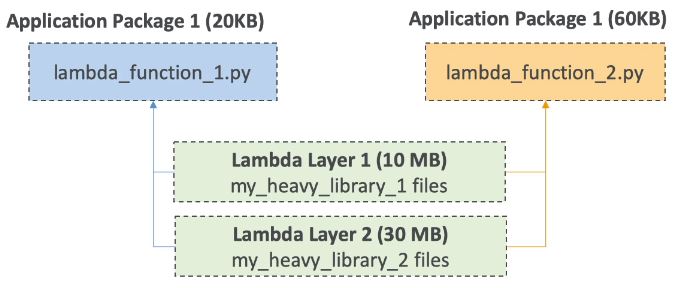 Application Package 1 (20KB)
Application Package 1 (60KB)
lambda_function_1.py
lambda_function_2.py
Lambda Layer 1 (10 MB)
my_heavy_library_1 files
Lambda Layer 2 (30 MB)
my_heavy_library_2 files